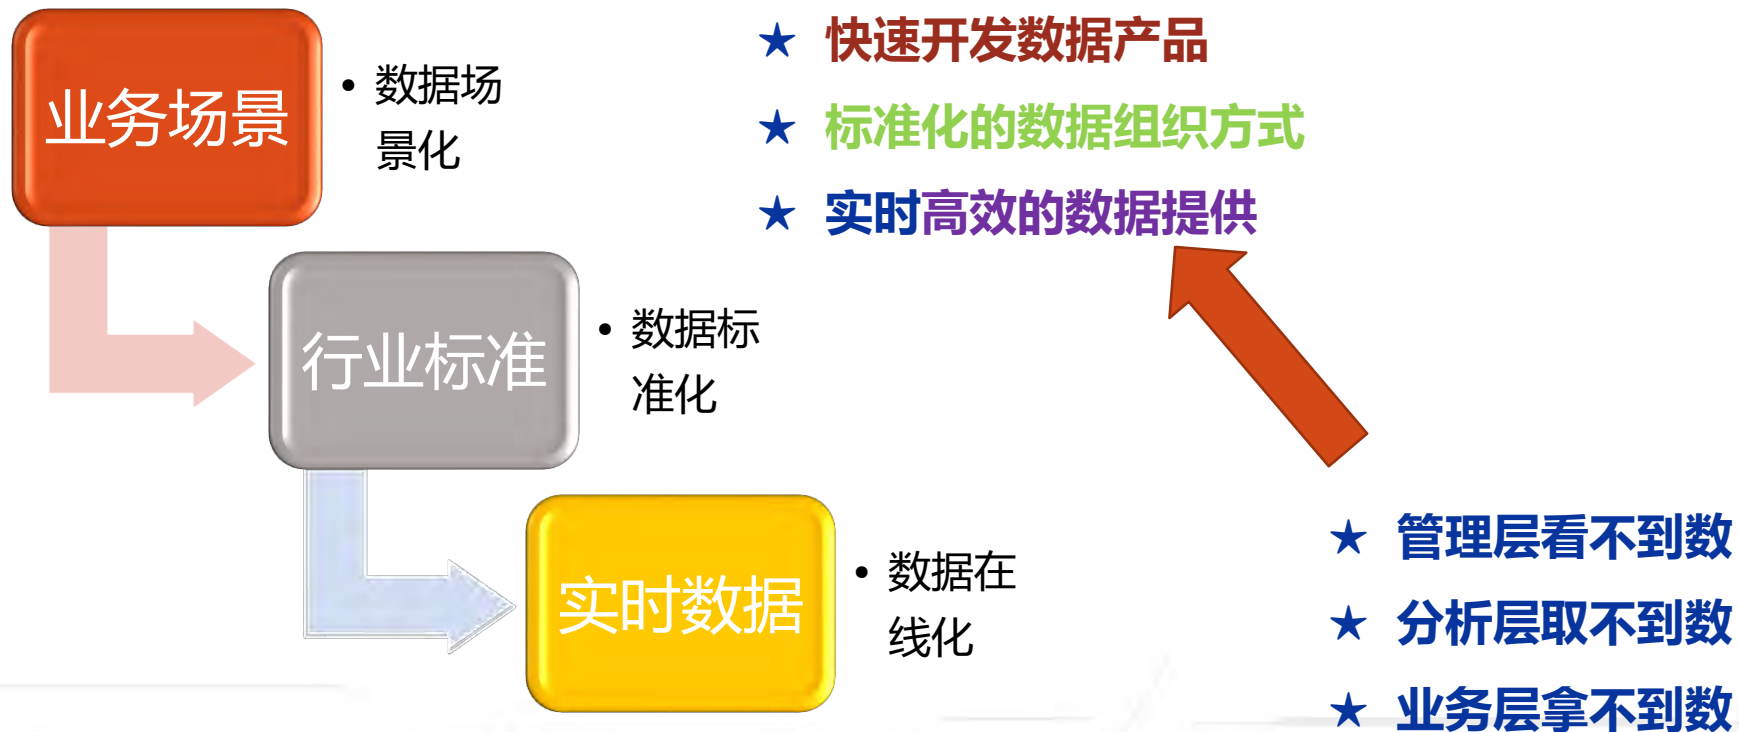 业务场景
• 数据场
景化
行业标准
• 数据标
准化
实时数据
• 数据在
线化
★ 快速开发数据产品
★ 标准化的数据组织方式
★ 实时高效的数据提供
★ 管理层看不到数
★ 分析层取不到数
★ 业务层拿不到数